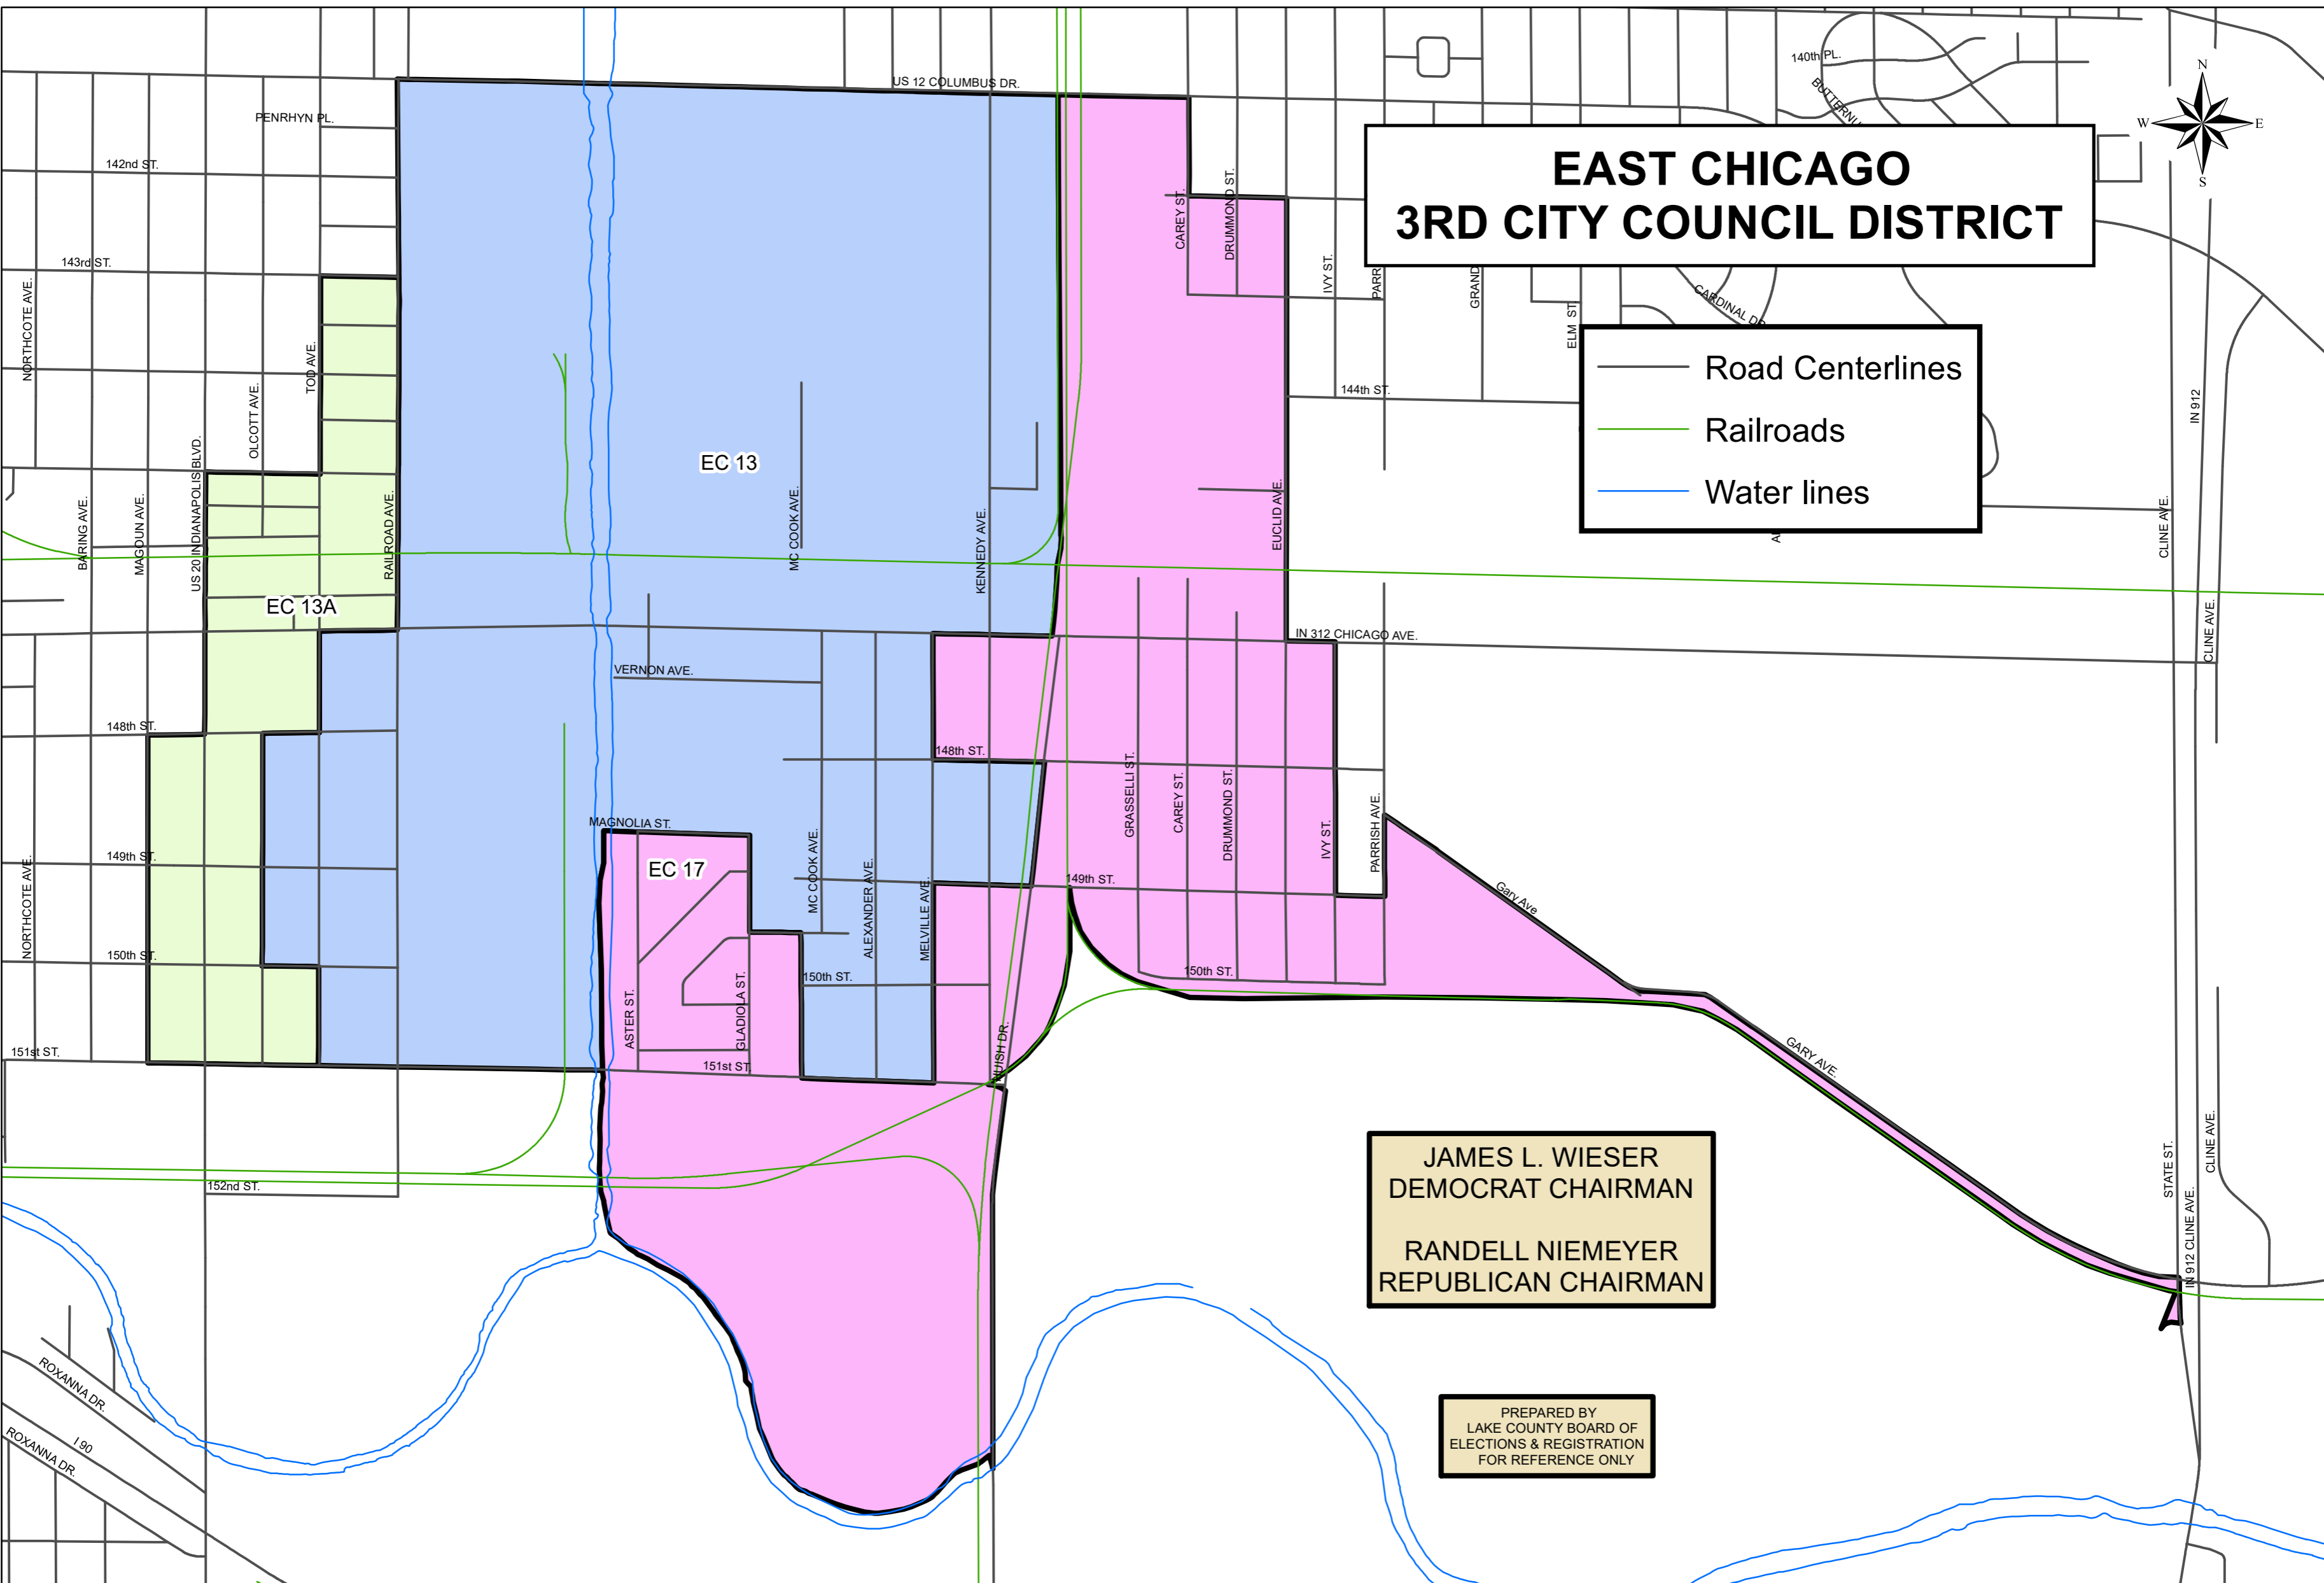 US 12 COLUMBUS DR.
140th PL.
PENRHYN PL.
N
W
E
S
EAST CHICAGO
3RD CITY COUNCIL DISTRICT
142nd ST.
143rd ST.
NORTHCOTE AVE.
TOD AVE.
OLCOTT AVE.
US 20 INDIANAPOLIS BLVD.
BARING AVE.
MAGOUN AVE.
RAILROAD AVE.
CAREY ST.
DRUMMOND ST.
IVY ST.
GRAND
ELM ST.
CARDINAL DR.
144th ST.
Road Centerlines
Railroads
Water lines
IN 912
CLINE AVE.
CLINE AVE.
EC 13
MC COOK AVE.
KENNEDY AVE.
EUCLID AVE.
EC 13A
IN 312 CHICAGO AVE.
VERNON AVE.
148th ST.
148th ST.
MAGNOLIA ST.
EC 17
149th ST.
149th ST.
NORTHCOTE AVE.
MC COOK AVE.
ALEXANDER AVE.
MELVILLE AVE.
GRASSELLI ST.
CAREY ST.
DRUMMOND ST.
IVY ST.
PARRISH AVE.
Gary Ave
150th ST.
150th ST.
150th ST.
ASTER ST.
GLADIOLA ST.
151st ST.
151st ST.
GARY AVE.
152nd ST.
STATE ST.
CLINE AVE.
IN 912 CLINE AVE.
JAMES L. WIESER
DEMOCRAT CHAIRMAN
RANDELL NIEMEYER
REPUBLICAN CHAIRMAN
ROXANNA DR.
I 90
ROXANNA DR.
PREPARED BY
LAKE COUNTY BOARD OF
ELECTIONS & REGISTRATION
FOR REFERENCE ONLY